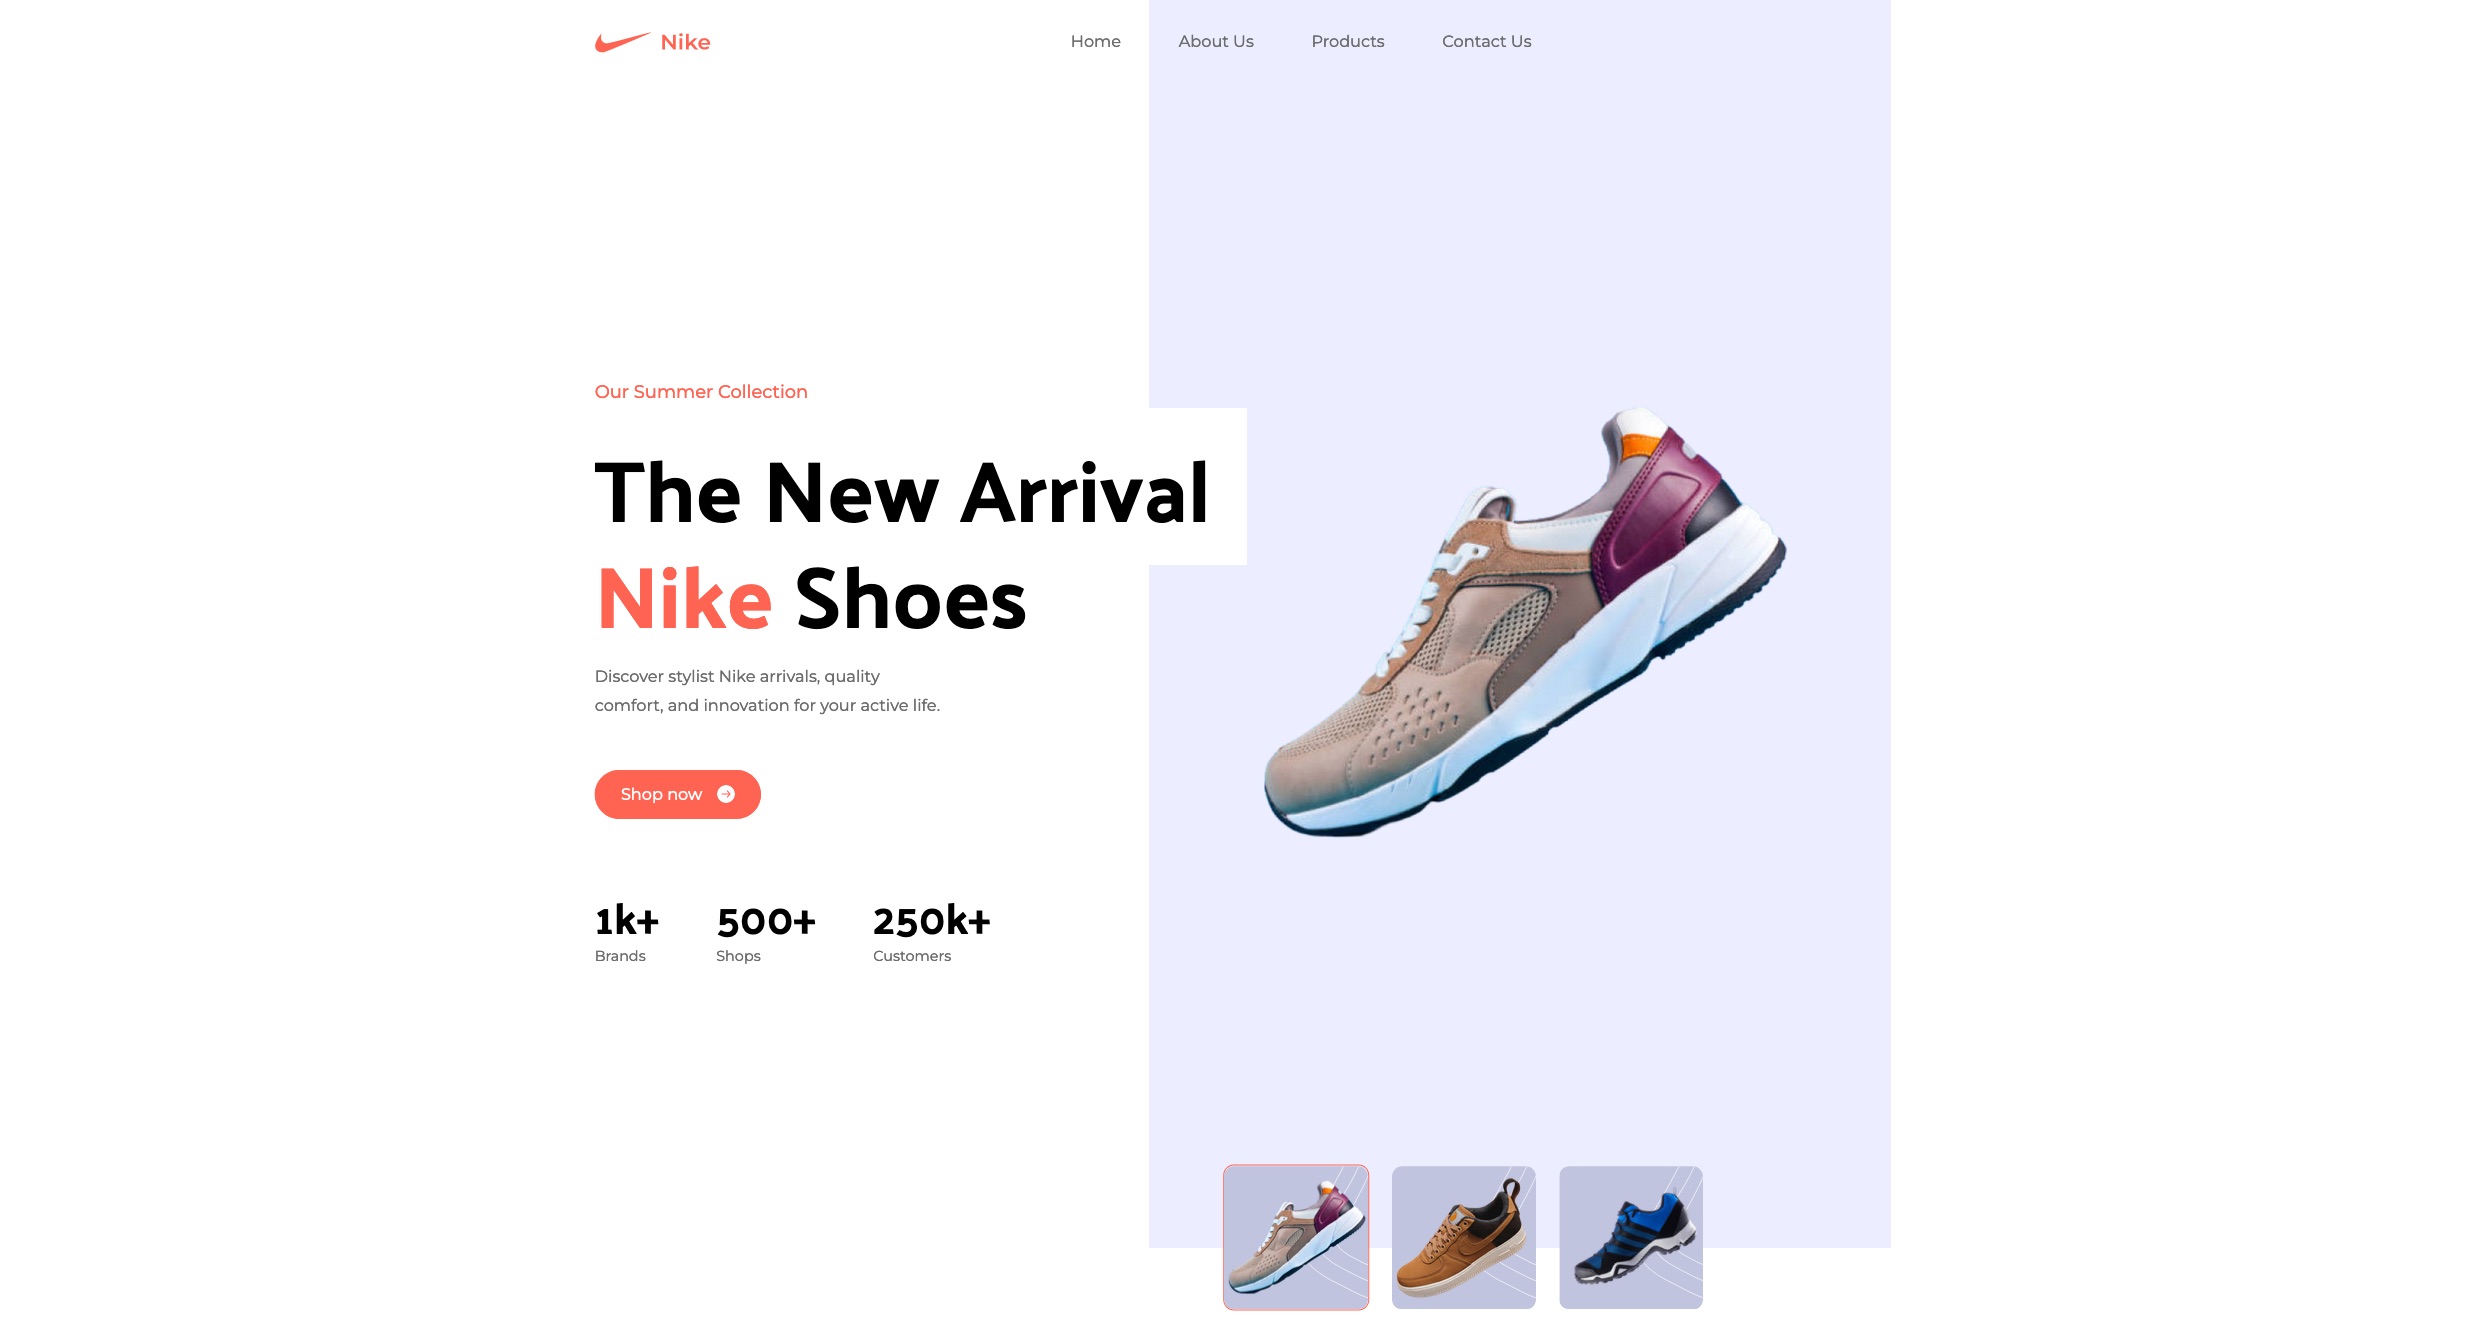 Nike
Home
About Us
Products
Contact Us
Our Summer Collection
The New Arrival
Nike Shoes
Discover stylist Nike arrivals, quality
comfort, and innovation for your active life.
Shop now
1k+
Brands
500+
Shops
250k+
Customers